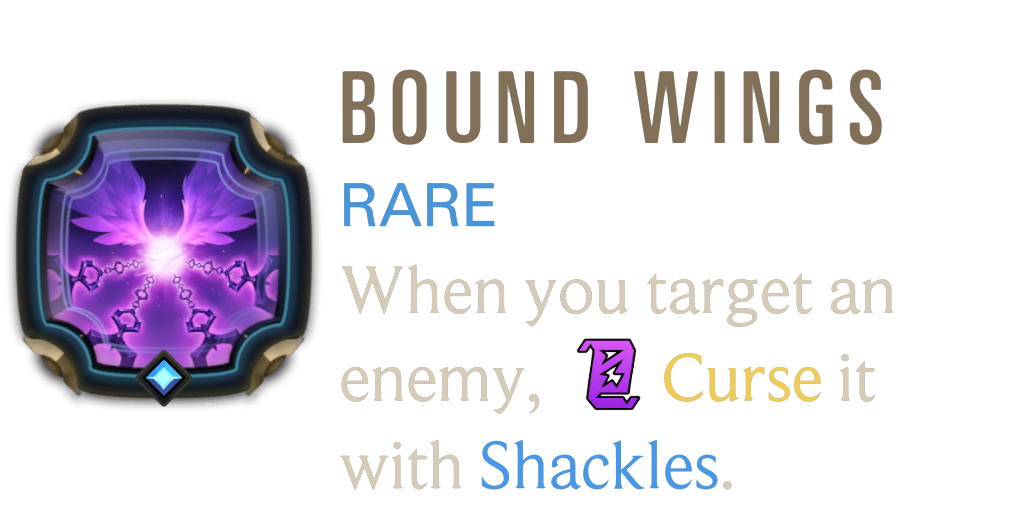 BOUND WINGS
RARE
When you target an
enemy, Curse it
with Shackles.